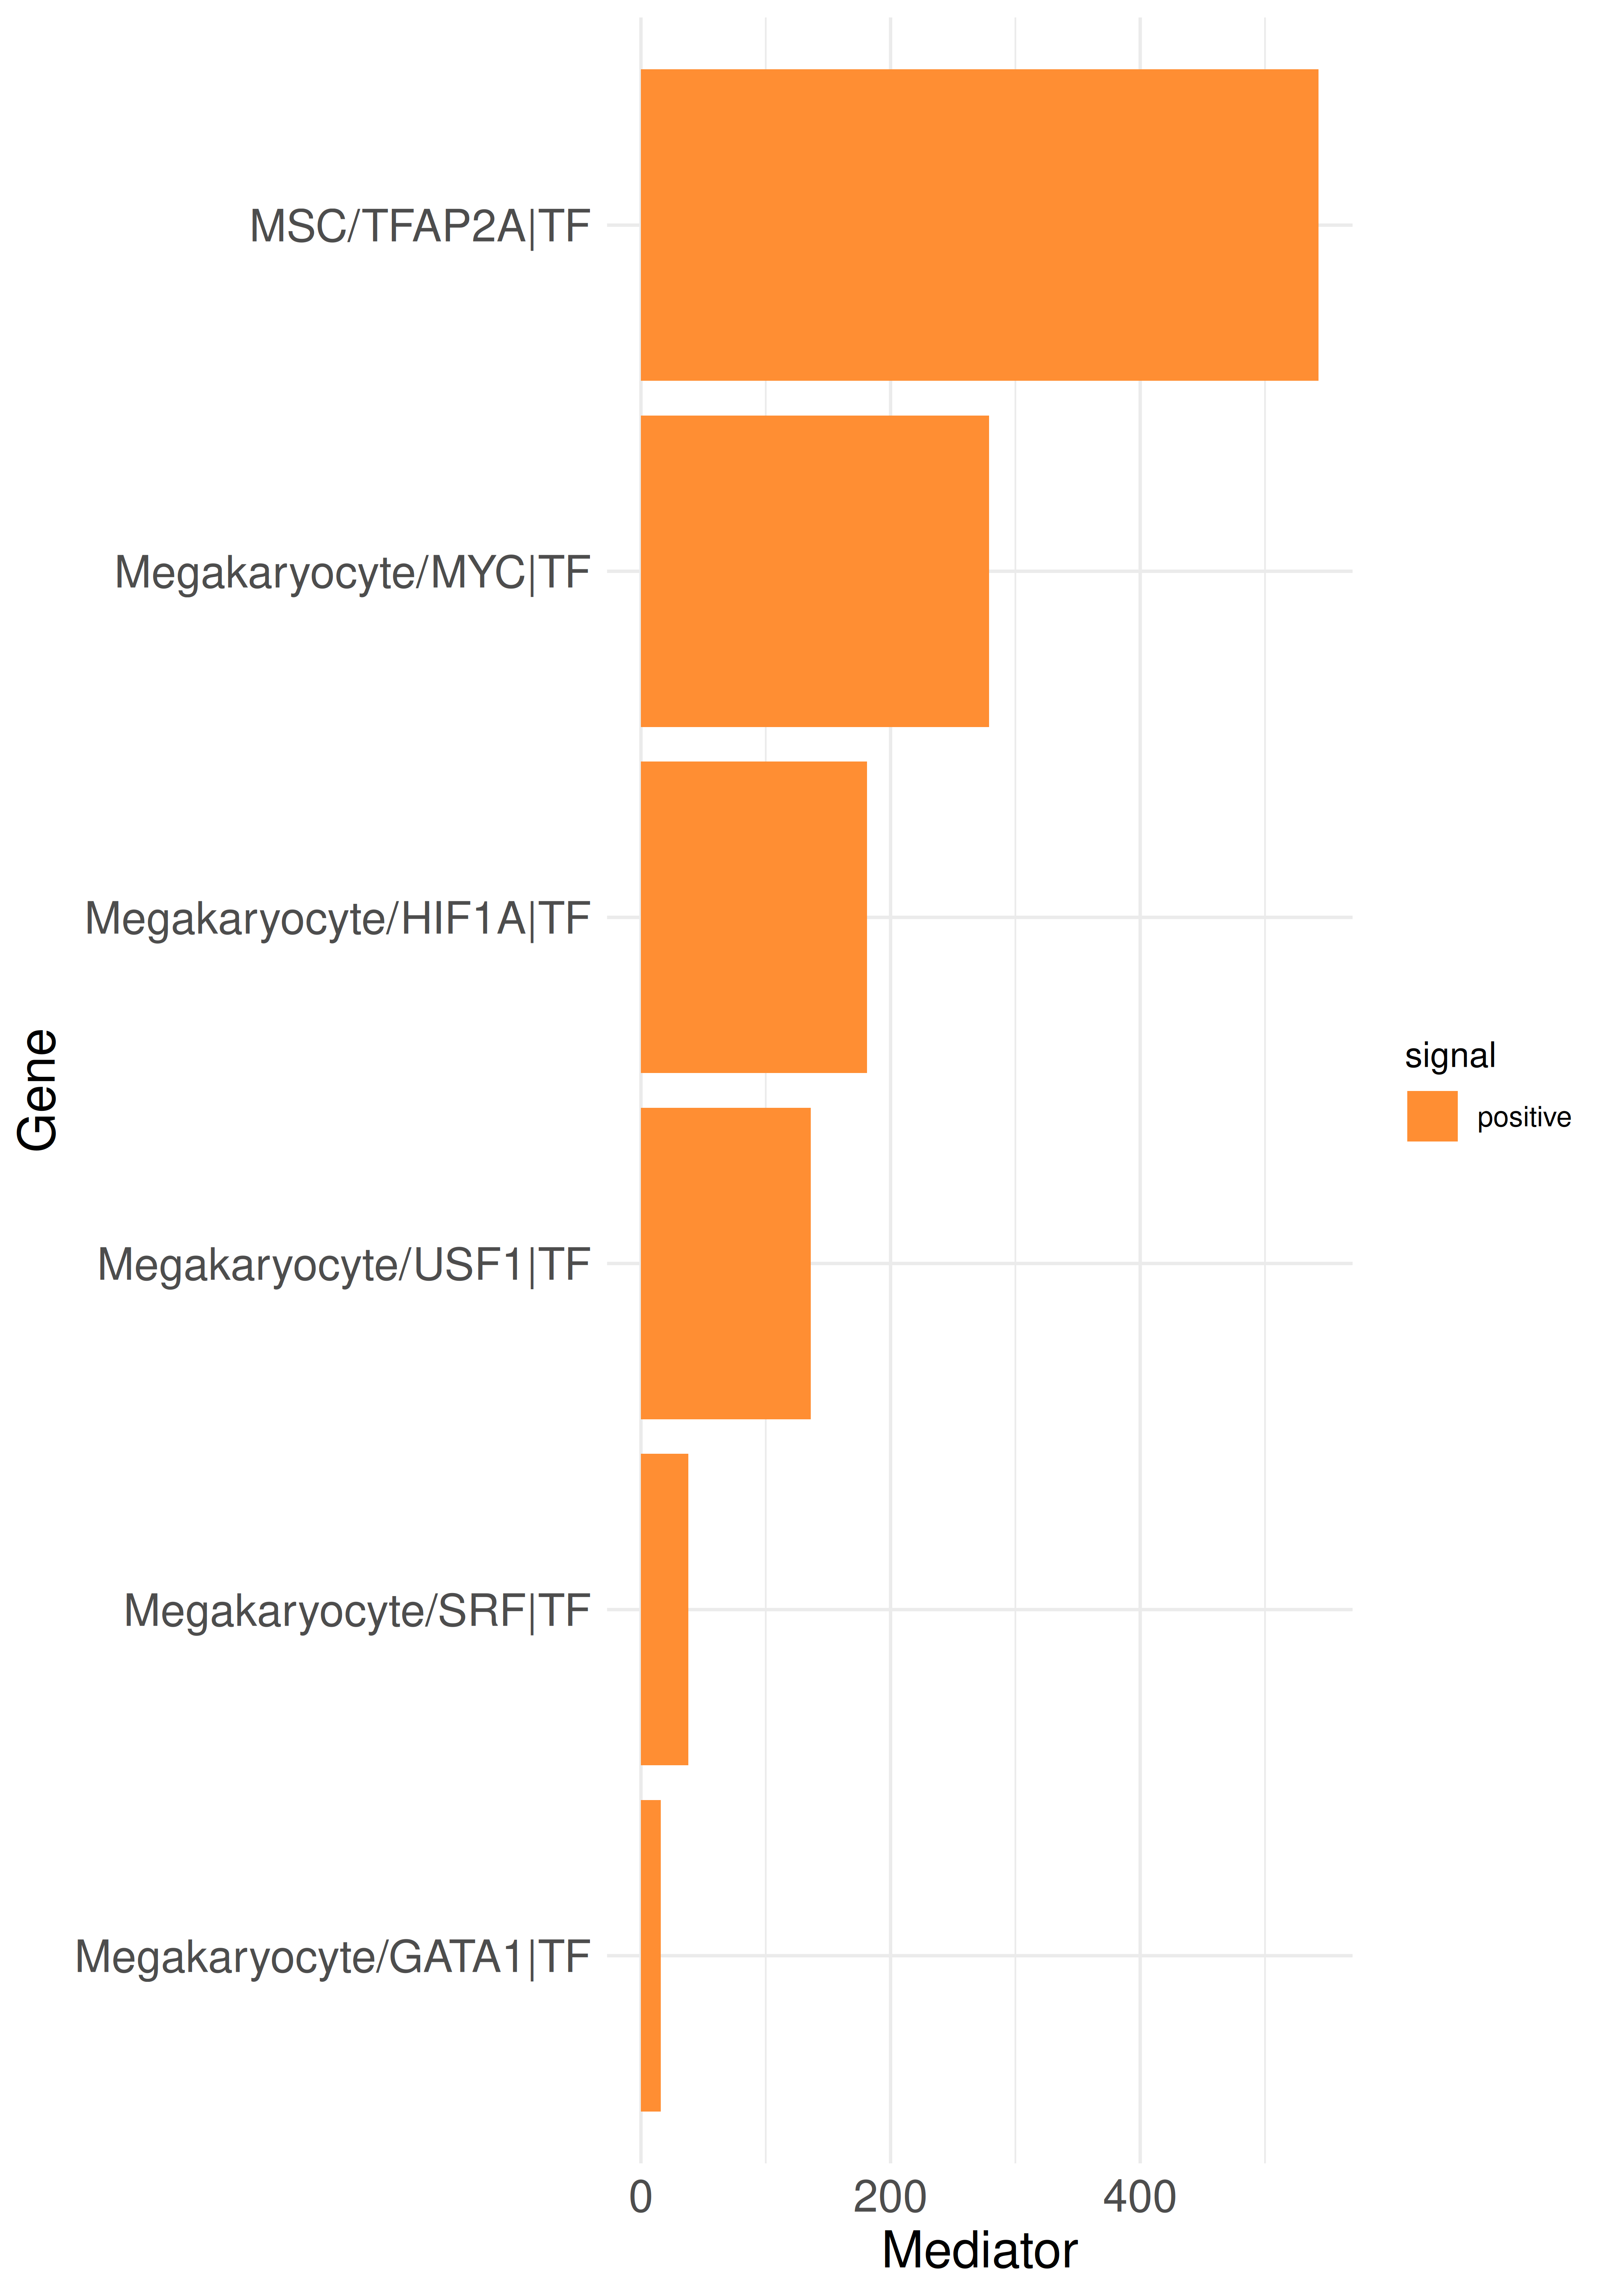 MSC/TFAP2A|TF
Megakaryocyte/MYC|TF
Megakaryocyte/HIF1A|TF
Megakaryocyte/USF1|TF
Megakaryocyte/SRF|TF
Megakaryocyte/GATA1|TF
Gene
0 200 400
Mediator
signal
positive